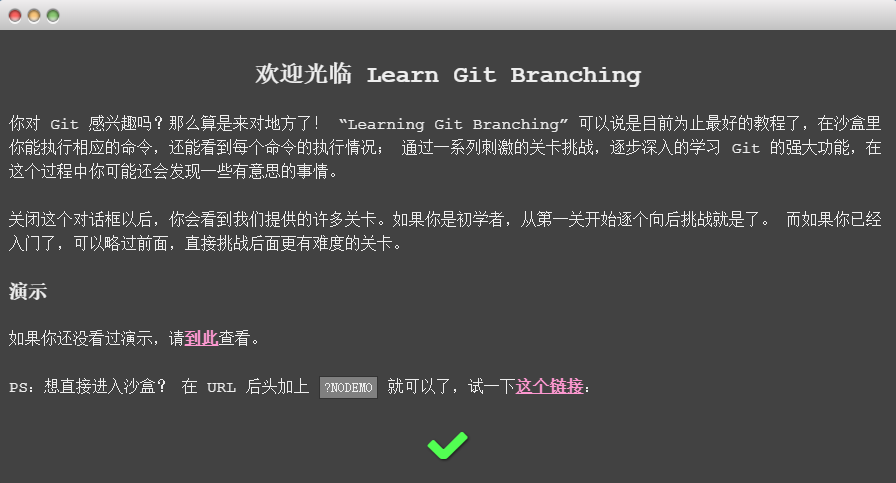 欢迎光临 Learn Git Branching
你对 Git 感兴趣吗？那么算是来对地方了！ “Learning Git Branching” 可以说是目前为止最好的教程了，在沙盒里
你能执行相应的命令，还能看到每个命令的执行情况； 通过一系列刺激的关卡挑战，逐步深入的学习 Git 的强大功能，在
这个过程中你可能还会发现一些有意思的事情。
关闭这个对话框以后，你会看到我们提供的许多关卡。如果你是初学者，从第一关开始逐个向后挑战就是了。 而如果你已经
入门了，可以略过前面，直接挑战后面更有难度的关卡。
演示
如果你还没看过演示，请到此查看。
PS：想直接进入沙盒？ 在 URL 后头加上 ?NODEMO 就可以了，试一下这个链接：